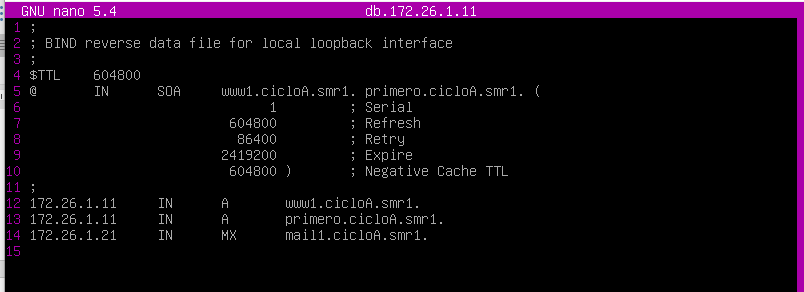 GNU nano 5.4 db.172.26.1.11
1 ;
2 ; BIND reverse data file for local loopback interface
3 ;
4 $TTL 604800
5 @ IN SOA www1.cicloA.smr1. primero.cicloA.smr1. (
6 1 ; Serial
7 604800 ; Refresh
8 86400 ; Retry
9 2419200 ; Expire
10 604800 ) ; Negative Cache TTL
11 ;
12 172.26.1.11 IN A www1.cicloA.smr1.
13 172.26.1.11 IN A primero.cicloA.smr1.
14 172.26.1.21 IN MX mail1.cicloA.smr1.
15